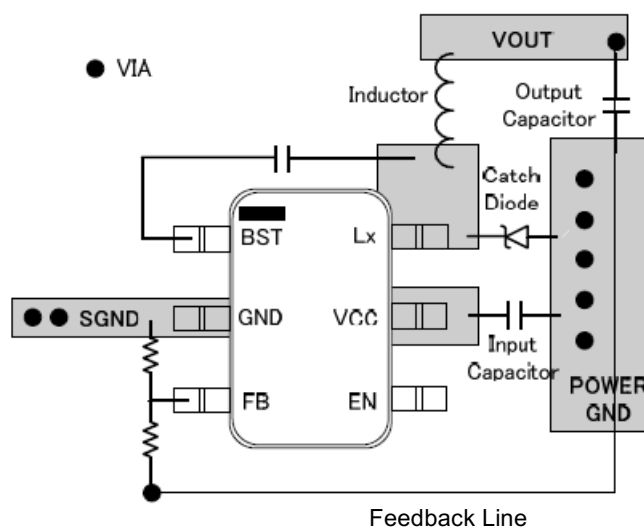 VOUT
VIA
Inductor
Output
Capacitor
Catch
Diode
BST
Lx
SGND
GND
VCC
Input
Capacitor
FB
EN
POWER
GND
Feedback Line